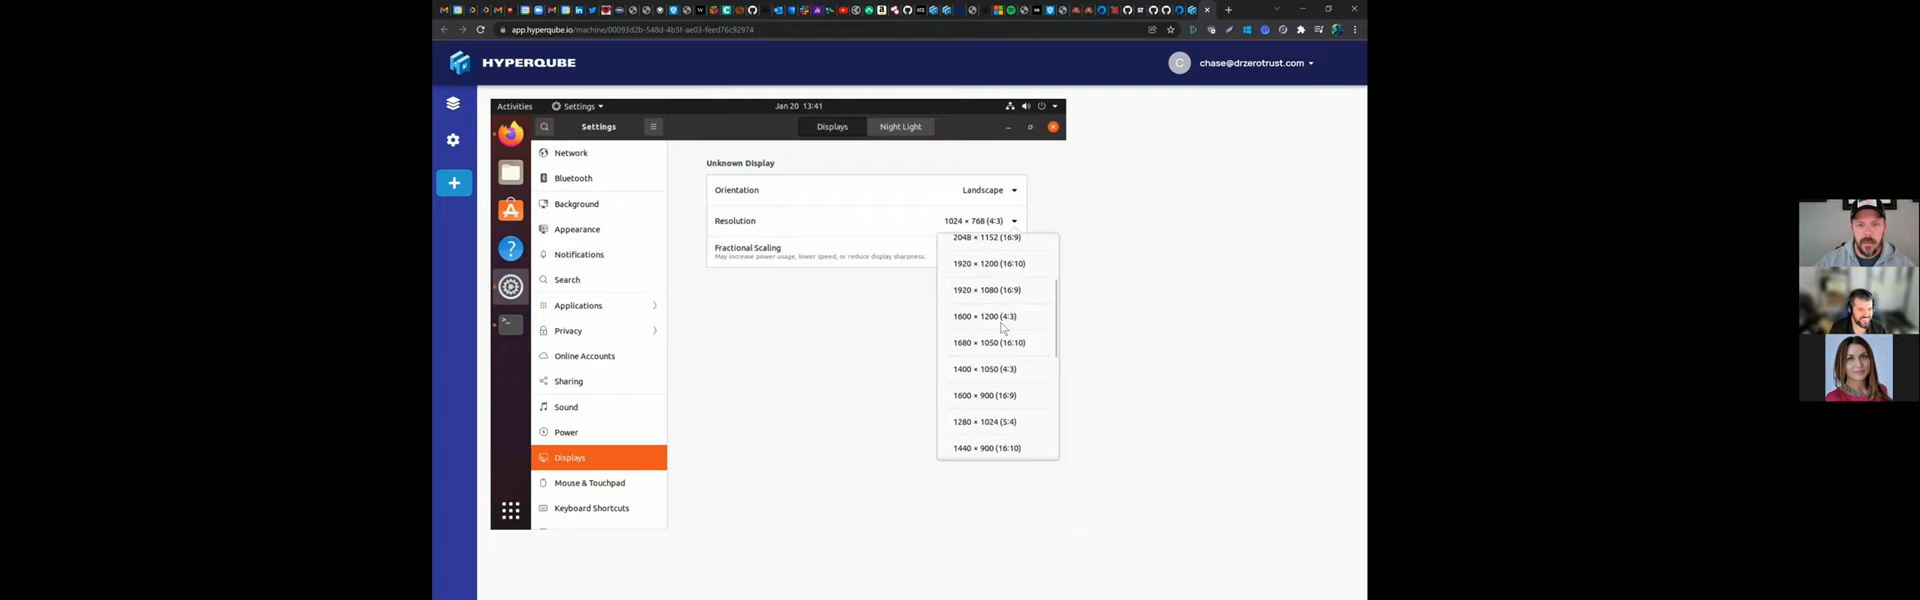 app.hyperqube.io/machine/00093d2b-548d-4b5f-ae03-feed76c92974
HYPERQUBE
C chase@drzerotrust.com
Activities Settings Jan 20 13:41
Settings Displays Night Light
Network
Bluetooth
Background
Appearance
Notifications
Search
Applications
Privacy
Online Accounts
Sharing
Sound
Power
Displays
Mouse & Touchpad
Keyboard Shortcuts
Unknown Display
Orientation Landscape
Resolution 1024 × 768 (4:3)
Fractional Scaling
May increase power usage, lower speed, or reduce display sharpness.
2048 × 1152 (16:9)
1920 × 1200 (16:10)
1920 × 1080 (16:9)
1600 × 1200 (4:3)
1680 × 1050 (16:10)
1400 × 1050 (4:3)
1600 × 900 (16:9)
1280 × 1024 (5:4)
1440 × 900 (16:10)